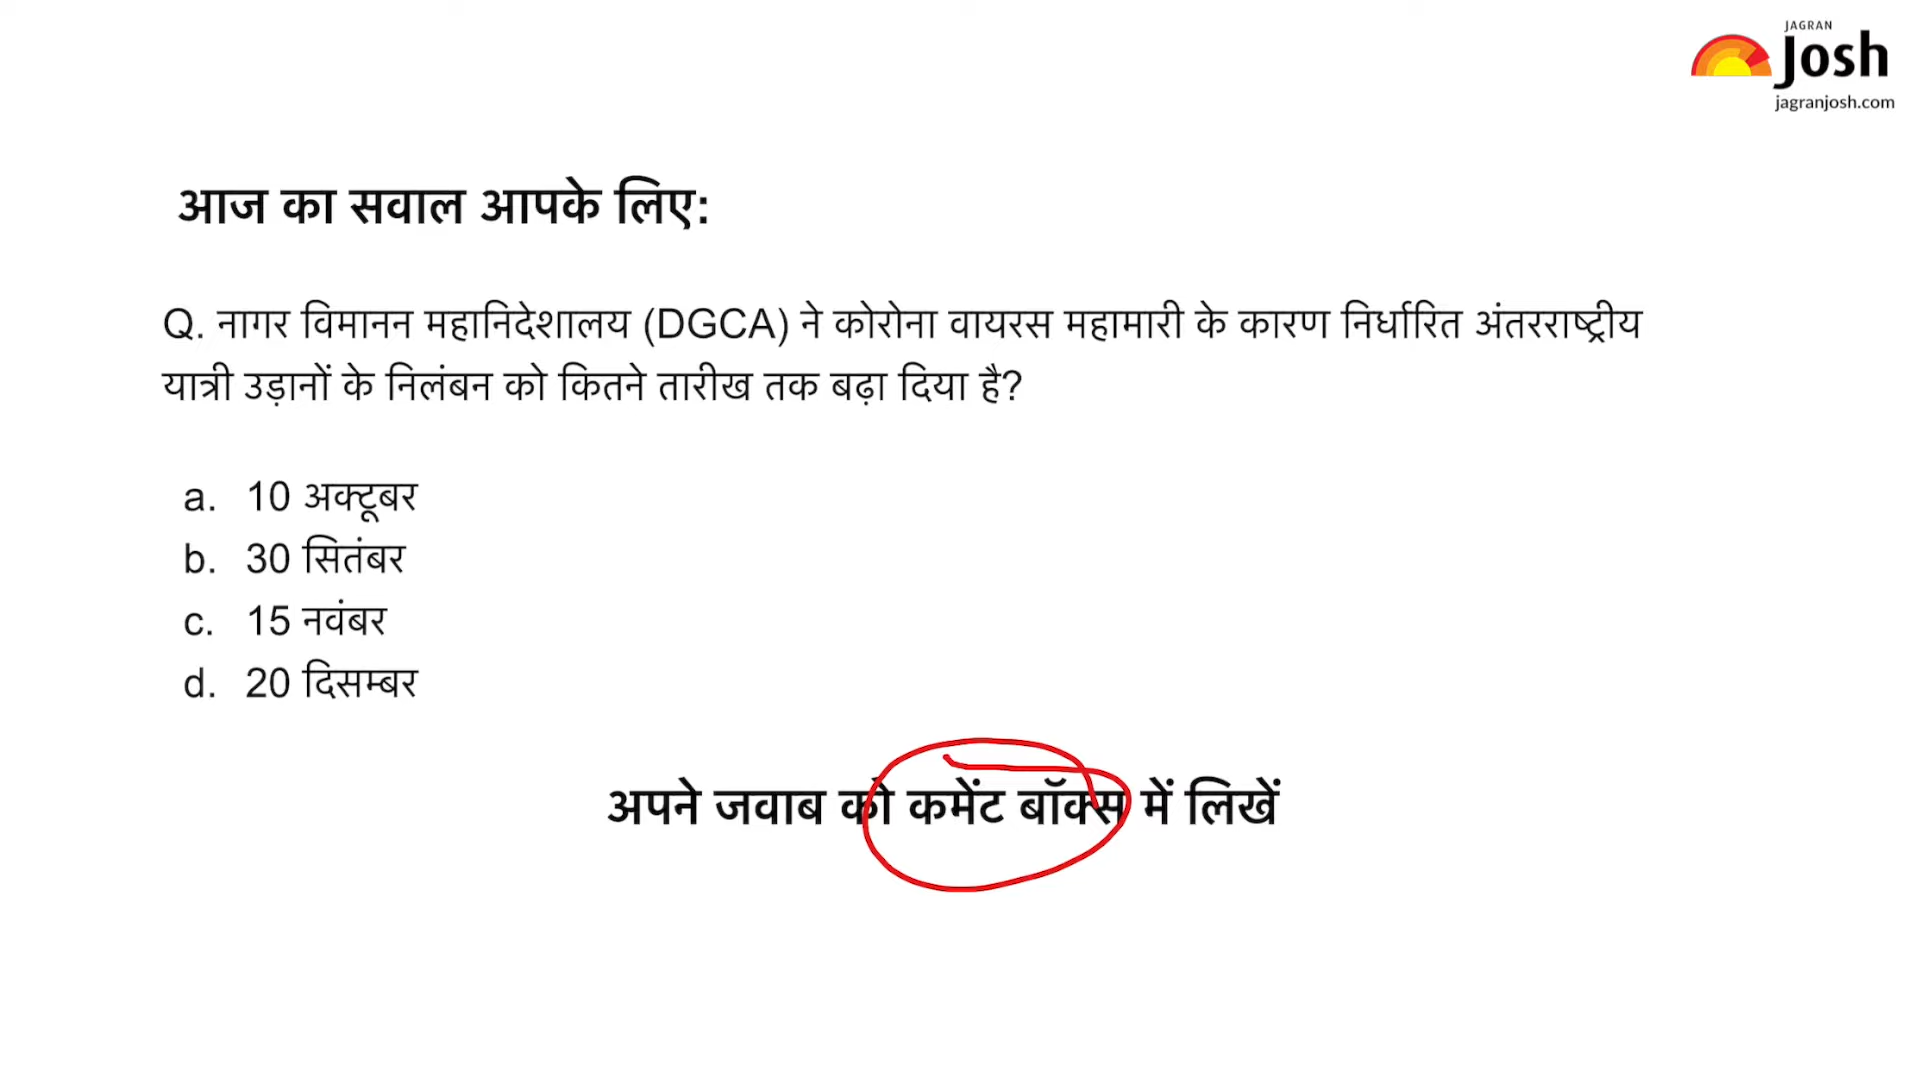 JAGRAN
Josh
jagranjosh.com
आज का सवाल आपके लिए:
Q. नागर विमानन महानिदेशालय (DGCA) ने कोरोना वायरस महामारी के कारण निर्धारित अंतरराष्ट्रीय
यात्री उड़ानों के निलंबन को कितने तारीख तक बढ़ा दिया है?
a. 10 अक्टूबर
b. 30 सितंबर
c. 15 नवंबर
d. 20 दिसम्बर
अपने जवाब को कमेंट बॉक्स में लिखें